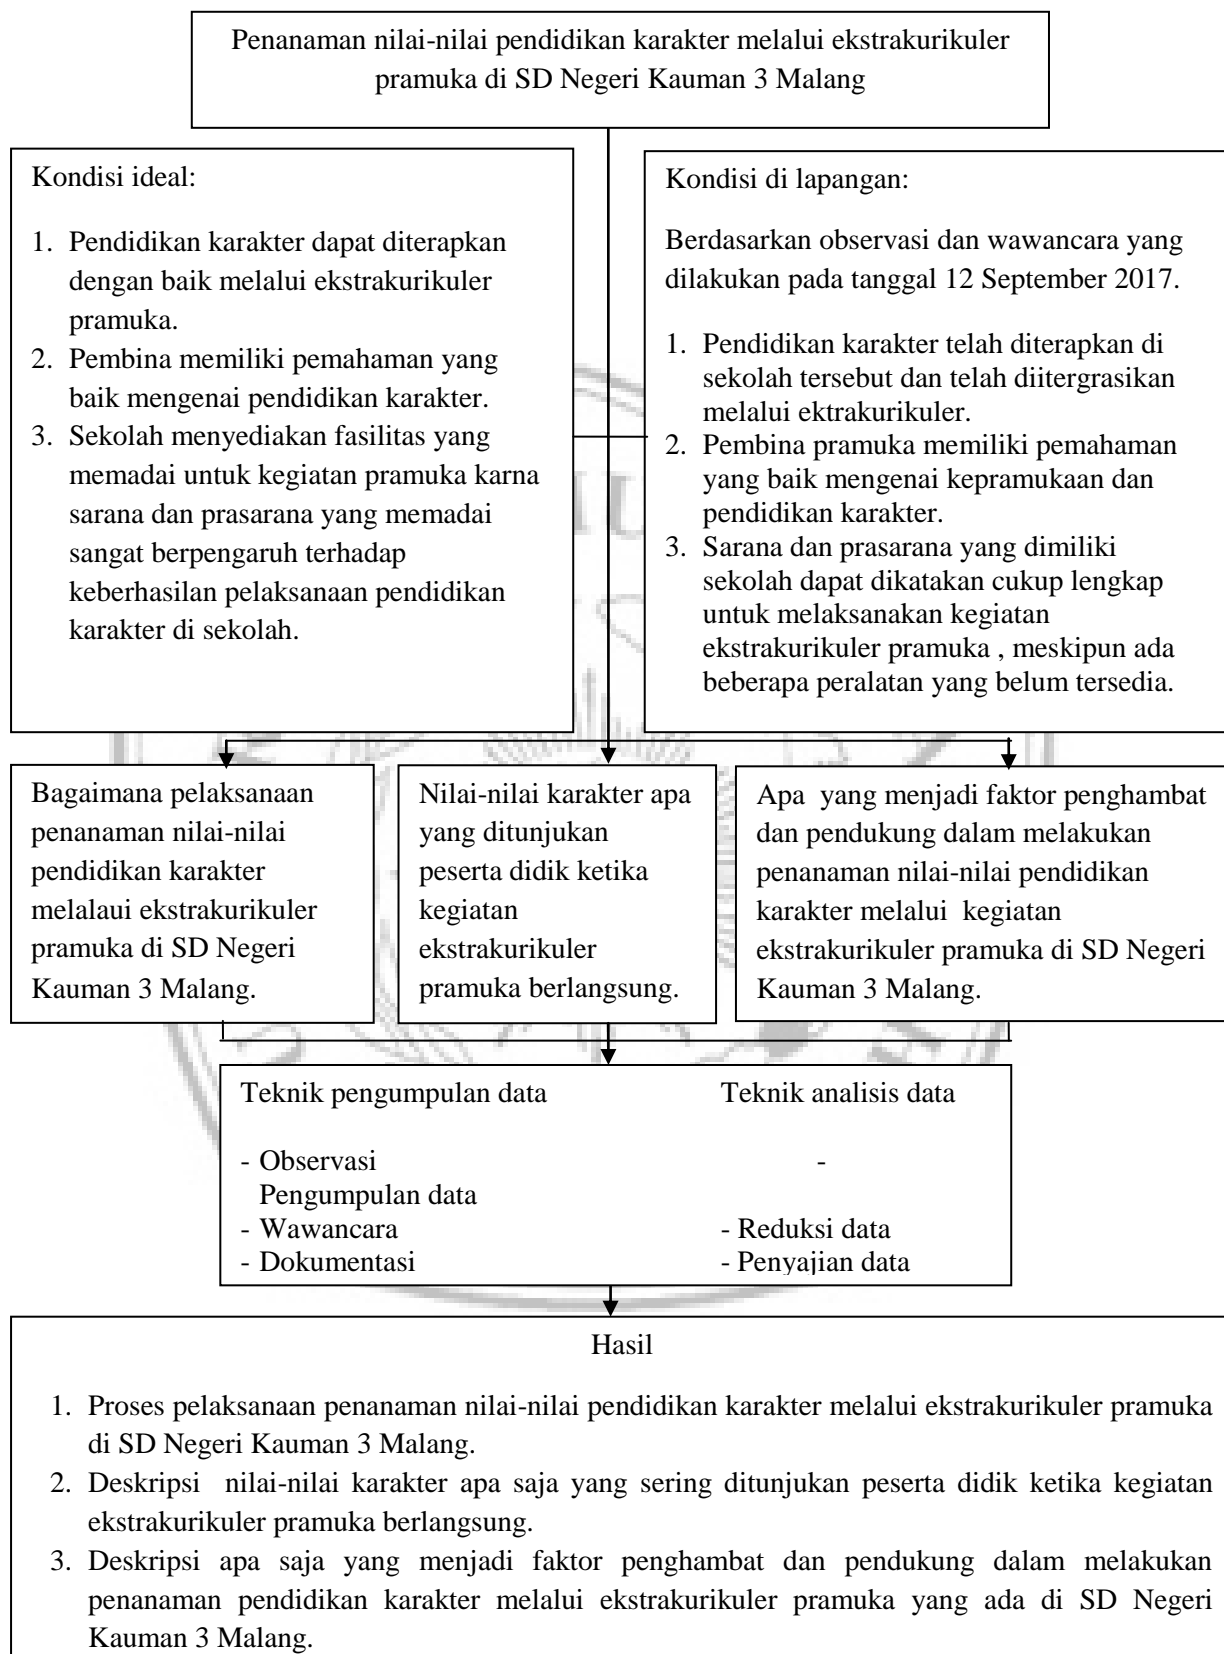 Penanaman nilai-nilai pendidikan karakter melalui ekstrakurikuler
pramuka di SD Negeri Kauman 3 Malang
Kondisi ideal:
1. Pendidikan karakter dapat diterapkan
dengan baik melalui ekstrakurikuler
pramuka.
2. Pembina memiliki pemahaman yang
baik mengenai pendidikan karakter.
3. Sekolah menyediakan fasilitas yang
memadai untuk kegiatan pramuka karna
sarana dan prasarana yang memadai
sangat berpengaruh terhadap
keberhasilan pelaksanaan pendidikan
karakter di sekolah.
Kondisi di lapangan:
Berdasarkan observasi dan wawancara yang
dilakukan pada tanggal 12 September 2017.
1. Pendidikan karakter telah diterapkan di
sekolah tersebut dan telah diitergrasikan
melalui ektrakurikuler.
2. Pembina pramuka memiliki pemahaman
yang baik mengenai kepramukaan dan
pendidikan karakter.
3. Sarana dan prasarana yang dimiliki
sekolah dapat dikatakan cukup lengkap
untuk melaksanakan kegiatan
ekstrakurikuler pramuka , meskipun ada
beberapa peralatan yang belum tersedia.
Bagaimana pelaksanaan
penanaman nilai-nilai
pendidikan karakter
melalaui ekstrakurikuler
pramuka di SD Negeri
Kauman 3 Malang.
Nilai-nilai karakter apa
yang ditunjukan
peserta didik ketika
kegiatan
ekstrakurikuler
pramuka berlangsung.
Apa yang menjadi faktor penghambat
dan pendukung dalam melakukan
penanaman nilai-nilai pendidikan
karakter melalui kegiatan
ekstrakurikuler pramuka di SD Negeri
Kauman 3 Malang.
Teknik pengumpulan data Teknik analisis data
- Observasi -
Pengumpulan data
- Wawancara - Reduksi data
- Dokumentasi - Penyajian data
Hasil
1. Proses pelaksanaan penanaman nilai-nilai pendidikan karakter melalui ekstrakurikuler pramuka
di SD Negeri Kauman 3 Malang.
2. Deskripsi nilai-nilai karakter apa saja yang sering ditunjukan peserta didik ketika kegiatan
ekstrakurikuler pramuka berlangsung.
3. Deskripsi apa saja yang menjadi faktor penghambat dan pendukung dalam melakukan
penanaman pendidikan karakter melalui ekstrakurikuler pramuka yang ada di SD Negeri
Kauman 3 Malang.